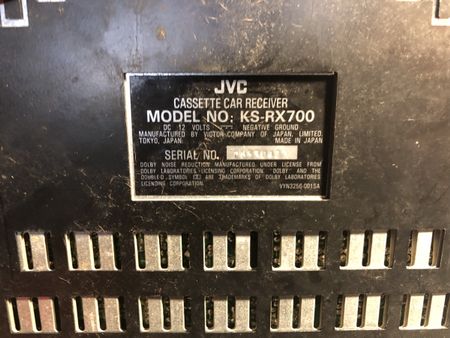 JVC
CASSETTE CAR RECEIVER
MODEL NO: KS-RX700
DC 12 VOLTS ⎓ NEGATIVE GROUND
MANUFACTURED BY VICTOR COMPANY OF JAPAN, LIMITED,
TOKYO, JAPAN. MADE IN JAPAN
SERIAL NO.
DOLBY NOISE REDUCTION MANUFACTURED UNDER LICENSE FROM
DOLBY LABORATORIES LICENSING CORPORATION. "DOLBY" AND THE
DOUBLE-D SYMBOL ARE TRADEMARKS OF DOLBY LABORATORIES
LICENSING CORPORATION. VYN3256-001SA